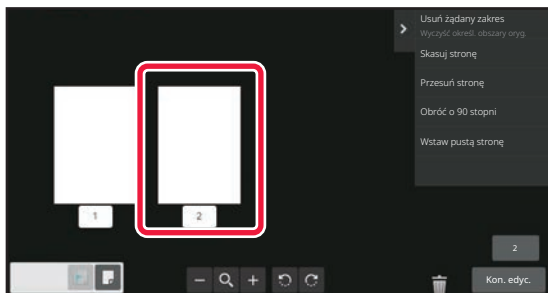 Usuń żądany zakres
Wyczyść określ. obszary oryg.
Skasuj stronę
Przesuń stronę
Obróć o 90 stopni
Wstaw pustą stronę
1
2
2
Kon. edyc.